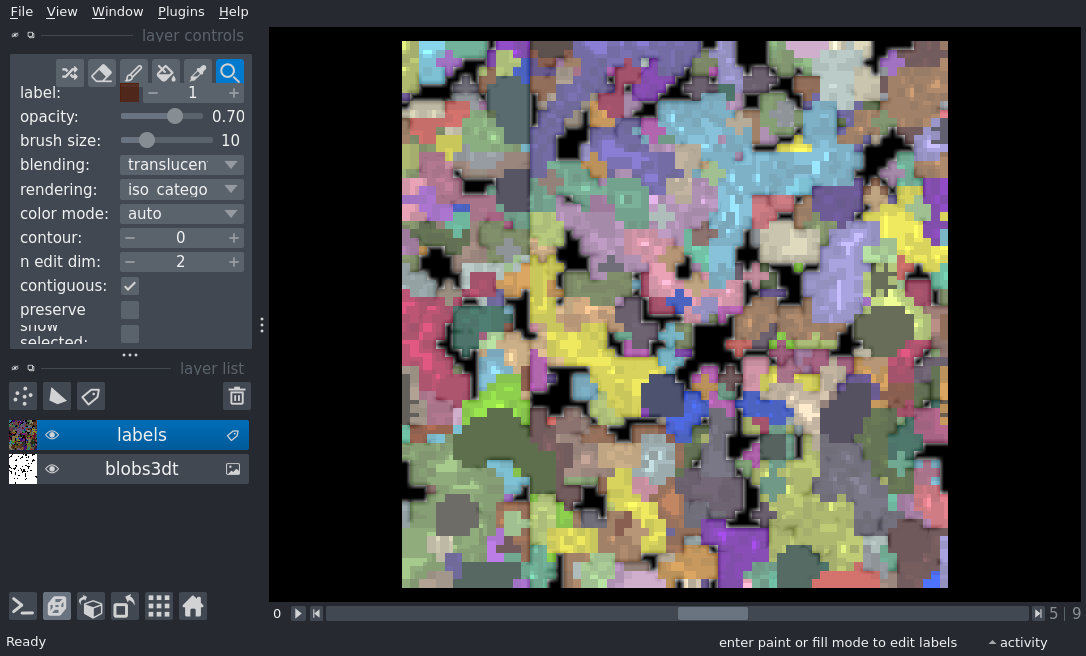 File View Window Plugins Help
layer controls
label: 1
opacity: 0.70
brush size: 10
blending: translucen
rendering: iso catego
color mode: auto
contour: 0
n edit dim: 2
contiguous:
preserve
show
selected:
layer list
labels
blobs3dt
0 5 | 9
Ready enter paint or fill mode to edit labels activity